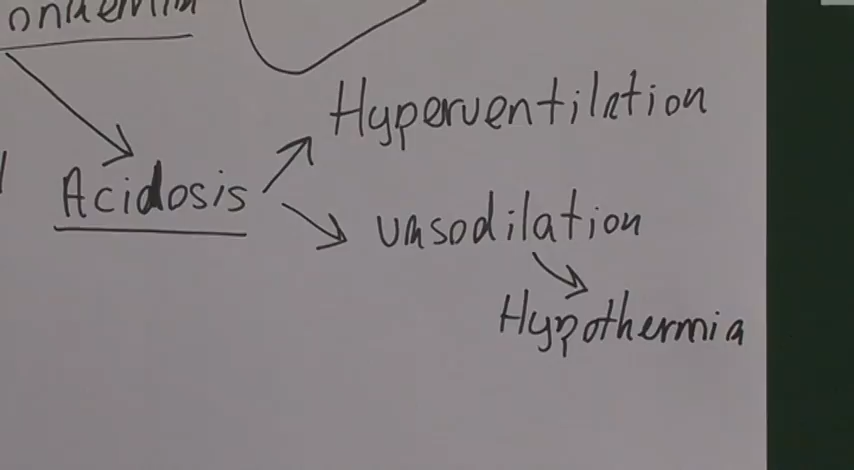 Hyperventilation
Acidosis
vasodilation
Hypothermia